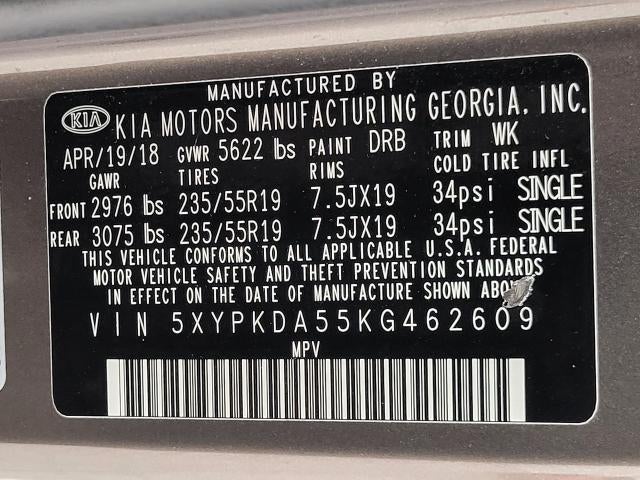 MANUFACTURED BY
KIA KIA MOTORS MANUFACTURING GEORGIA, INC.
APR/19/18 GVWR 5622 lbs PAINT DRB TRIM WK
GAWR TIRES RIMS COLD TIRE INFL
FRONT 2976 lbs 235/55R19 7.5JX19 34psi SINGLE
REAR 3075 lbs 235/55R19 7.5JX19 34psi SINGLE
THIS VEHICLE CONFORMS TO ALL APPLICABLE U.S.A. FEDERAL
MOTOR VEHICLE SAFETY AND THEFT PREVENTION STANDARDS
IN EFFECT ON THE DATE OF MANUFACTURE SHOWN
VIN 5XYPKDA55KG462609
MPV